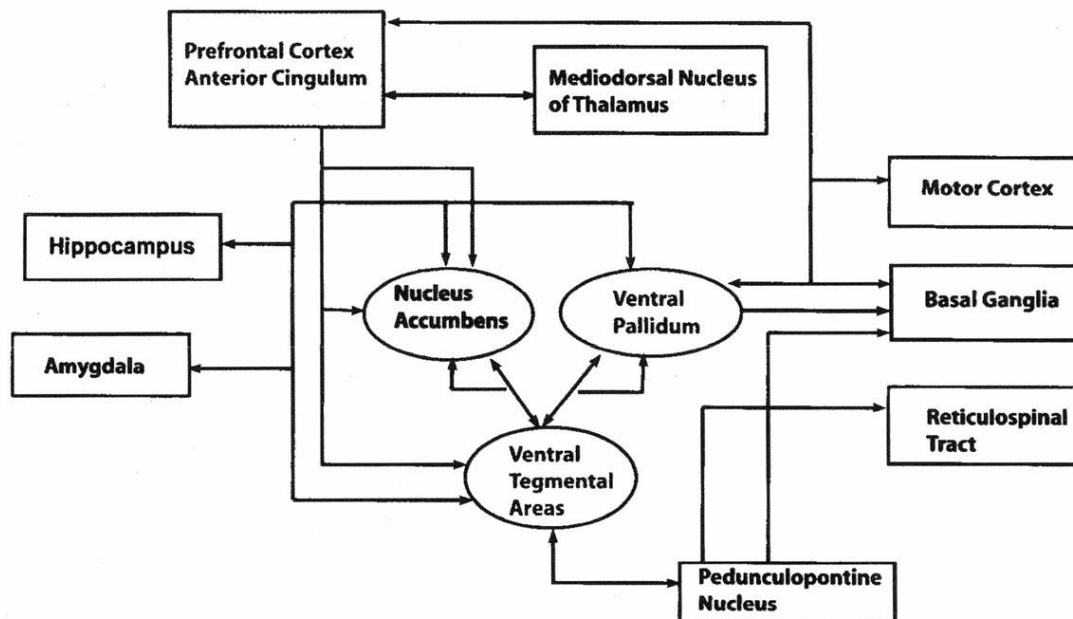 Prefrontal Cortex
Anterior Cingulum
Mediodorsal Nucleus
of Thalamus
Motor Cortex
Hippocampus
Nucleus
Accumbens
Ventral
Pallidum
Basal Ganglia
Amygdala
Reticulospinal
Tract
Ventral
Tegmental
Areas
Pedunculopontine
Nucleus